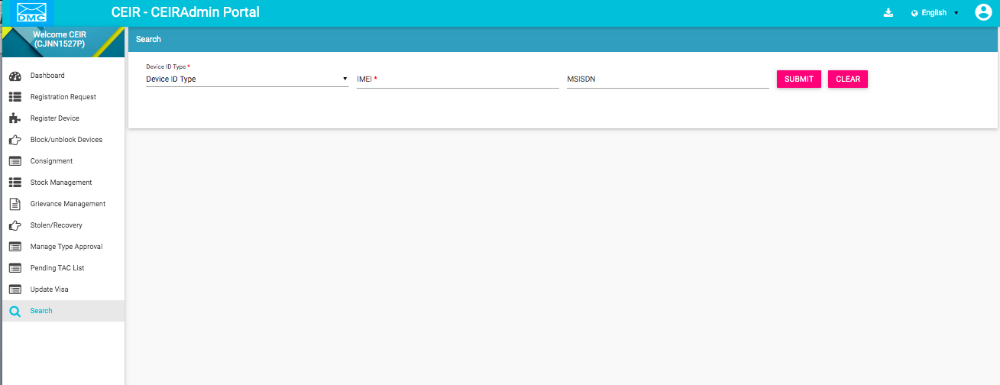 DMC
CEIR - CEIRAdmin Portal
English
Welcome CEIR
(CJNN1527P)
Search
Device ID Type *
Device ID Type
IMEI *
MSISDN
SUBMIT
CLEAR
Dashboard
Registration Request
Register Device
Block/unblock Devices
Consignment
Stock Management
Grievance Management
Stolen/Recovery
Manage Type Approval
Pending TAC List
Update Visa
Search